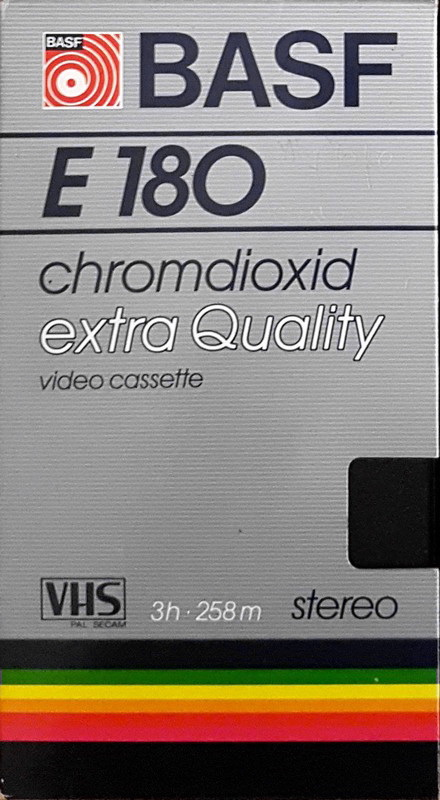 BASF
BASF
E 180
chromdioxid
extra Quality
video cassette
VHS
PAL SECAM
3h · 258 m
stereo